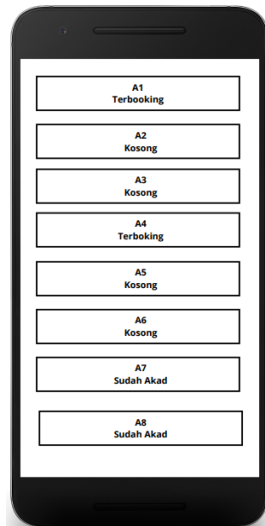 A1
Terbooking
A2
Kosong
A3
Kosong
A4
Terboking
A5
Kosong
A6
Kosong
A7
Sudah Akad
A8
Sudah Akad